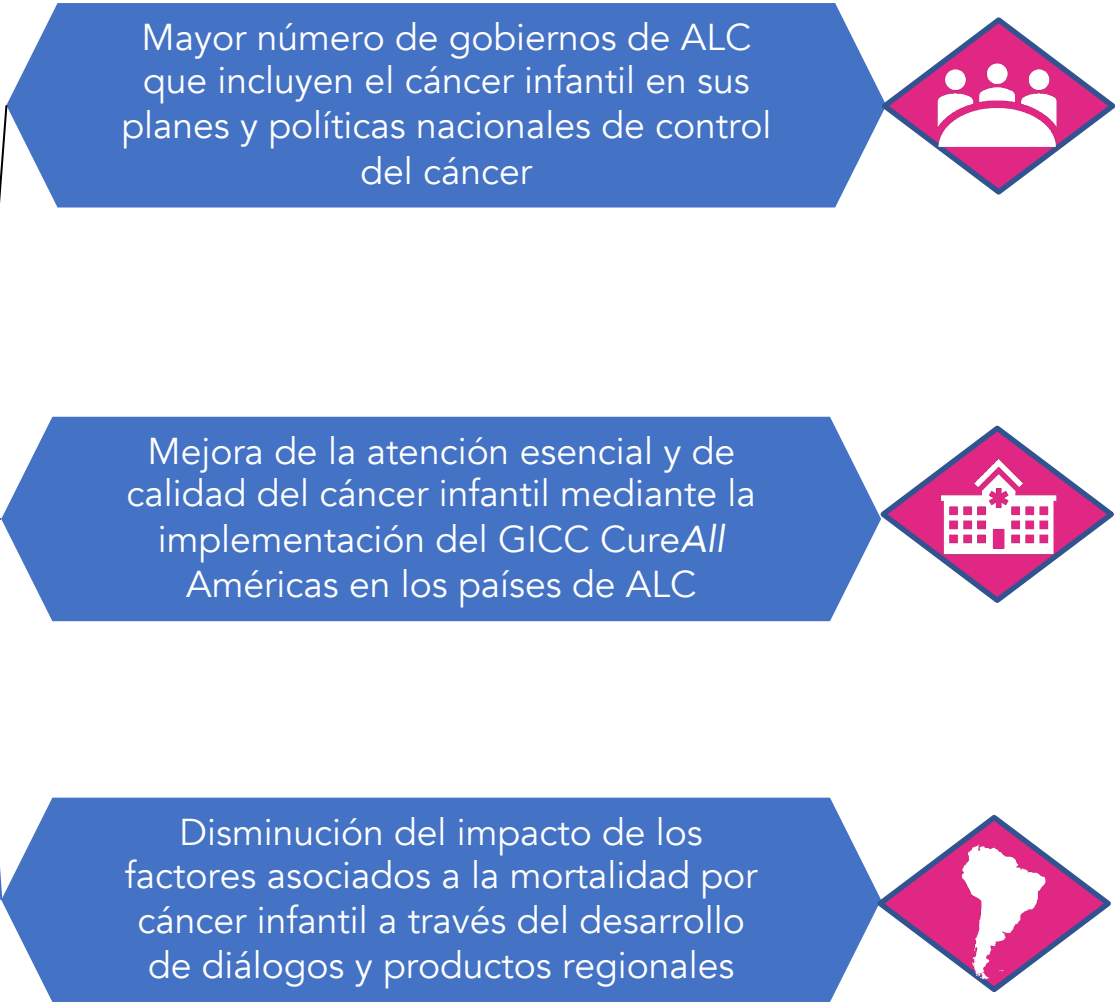 Mayor número de gobiernos de ALC
que incluyen el cáncer infantil en sus
planes y políticas nacionales de control
del cáncer
Mejora de la atención esencial y de
calidad del cáncer infantil mediante la
implementación del GICC CureAll
Américas en los países de ALC
Disminución del impacto de los
factores asociados a la mortalidad por
cáncer infantil a través del desarrollo
de diálogos y productos regionales